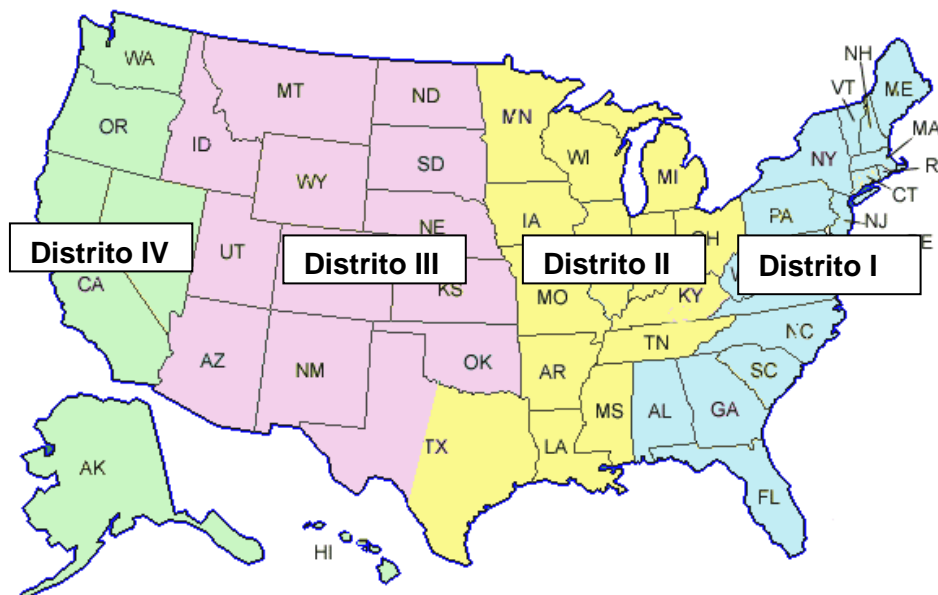 NH
WA
VT
ME
MT
ND
MN
OR
MA
ID
WI
NY
SD
MI
R
WY
CT
IA
PA
NE
NJ
OH
UT
Distrito IV
Distrito III
Distrito II
Distrito I
CA
KS
MO
KY
NC
TN
AZ
NM
OK
AR
SC
MS
AL
GA
TX
LA
AK
FL
HI